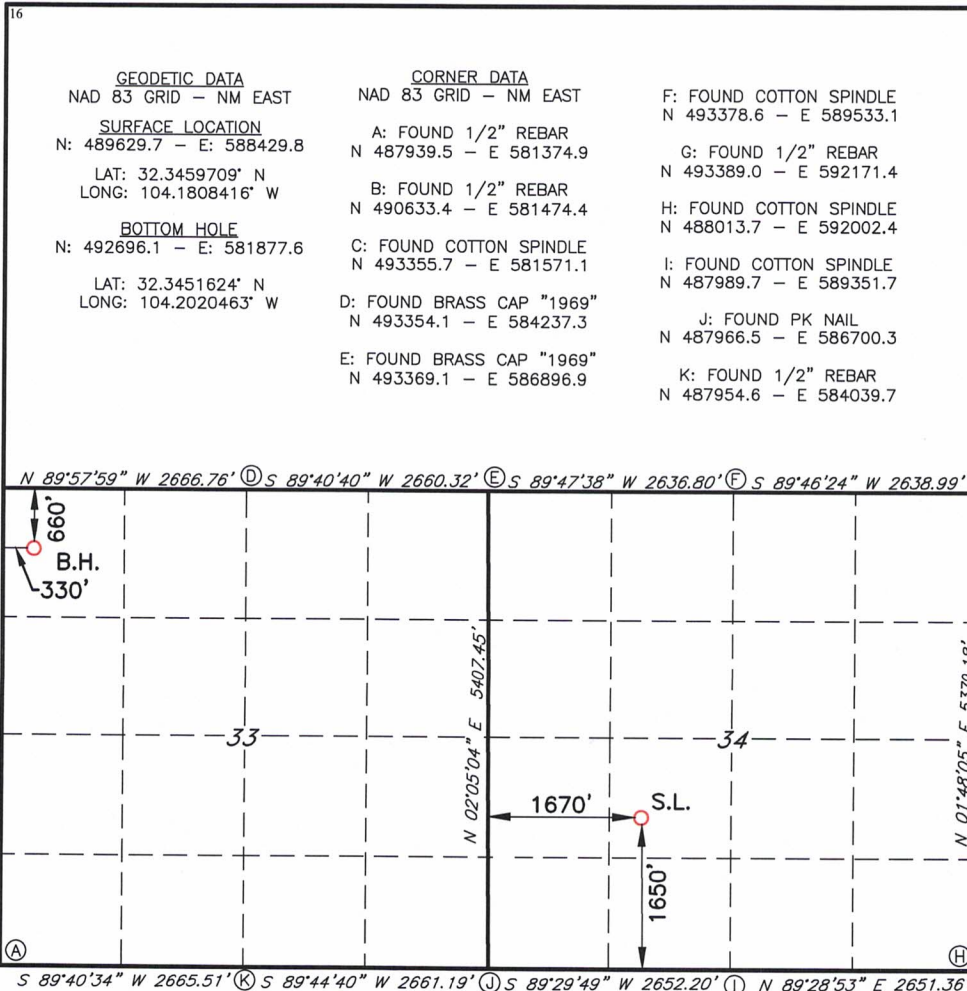 16
GEODETIC DATA
NAD 83 GRID – NM EAST
SURFACE LOCATION
N: 489629.7 – E: 588429.8
LAT: 32.3459709° N
LONG: 104.1808416° W
BOTTOM HOLE
N: 492696.1 – E: 581877.6
LAT: 32.3451624° N
LONG: 104.2020463° W
CORNER DATA
NAD 83 GRID – NM EAST
A: FOUND 1/2" REBAR
N 487939.5 – E 581374.9
B: FOUND 1/2" REBAR
N 490633.4 – E 581474.4
C: FOUND COTTON SPINDLE
N 493355.7 – E 581571.1
D: FOUND BRASS CAP "1969"
N 493354.1 – E 584237.3
E: FOUND BRASS CAP "1969"
N 493369.1 – E 586896.9
F: FOUND COTTON SPINDLE
N 493378.6 – E 589533.1
G: FOUND 1/2" REBAR
N 493389.0 – E 592171.4
H: FOUND COTTON SPINDLE
N 488013.7 – E 592002.4
I: FOUND COTTON SPINDLE
N 487989.7 – E 589351.7
J: FOUND PK NAIL
N 487966.5 – E 586700.3
K: FOUND 1/2" REBAR
N 487954.6 – E 584039.7
N 89°57'59" W 2666.76' D S 89°40'40" W 2660.32' E S 89°47'38" W 2636.80' F S 89°46'24" W 2638.99'
660'
B.H.
330'
N 02°05'04" E 5407.45'
N 01°48'05" E
33
34
1670'
S.L.
1650'
A
H
S 89°40'34" W 2665.51' K S 89°44'40" W 2661.19' J S 89°29'49" W 2652.20' I N 89°28'53" E 2651.36'